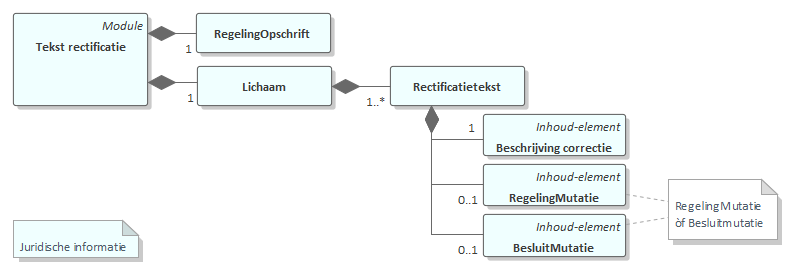 Module
Tekst rectificatie
RegelingOpschrift
1
Lichaam
1
Rectificatietekst
1..*
Inhoud-element
Beschrijving correctie
1
Inhoud-element
RegelingMutatie
0..1
Inhoud-element
BesluitMutatie
0..1
RegelingMutatie
òf Besluitmutatie
Juridische informatie